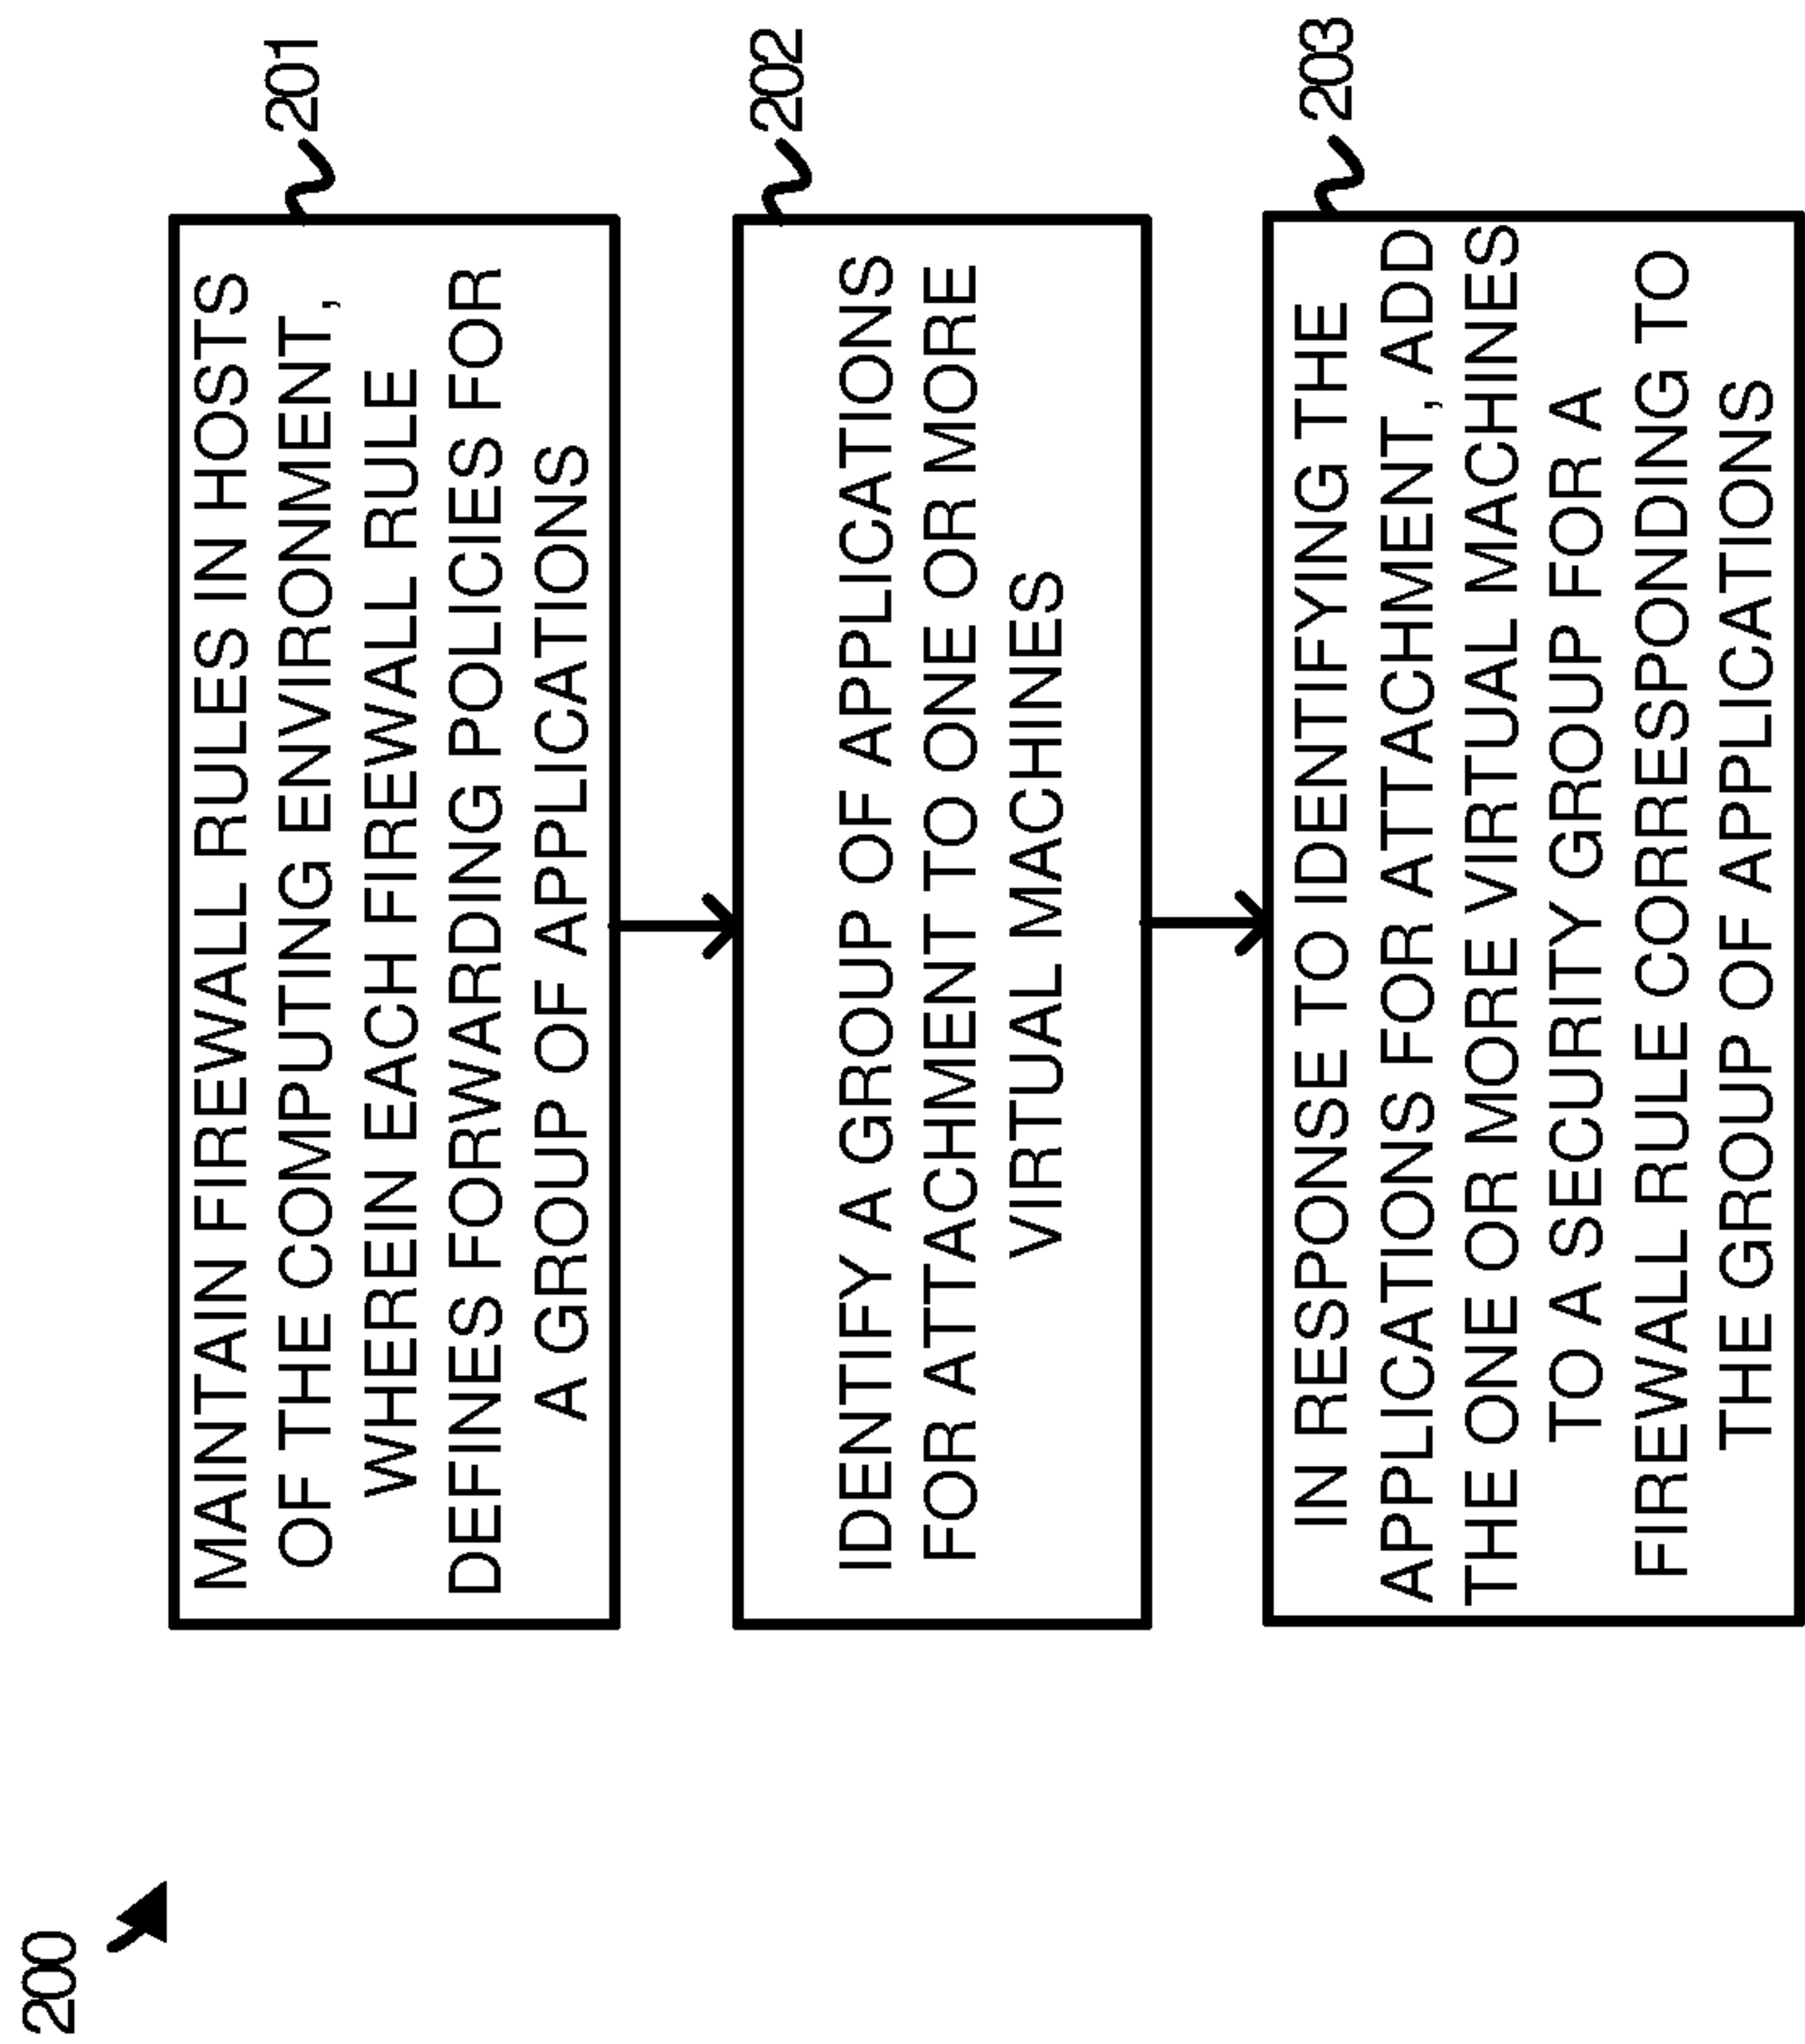 200
201
MAINTAIN FIREWALL RULES IN HOSTS
OF THE COMPUTING ENVIRONMENT,
WHEREIN EACH FIREWALL RULE
DEFINES FORWARDING POLICIES FOR
A GROUP OF APPLICATIONS
202
IDENTIFY A GROUP OF APPLICATIONS
FOR ATTACHMENT TO ONE OR MORE
VIRTUAL MACHINES
203
IN RESPONSE TO IDENTIFYING THE
APPLICATIONS FOR ATTACHMENT, ADD
THE ONE OR MORE VIRTUAL MACHINES
TO A SECURITY GROUP FOR A
FIREWALL RULE CORRESPONDING TO
THE GROUP OF APPLICATIONS